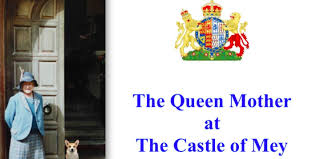 The Queen Mother
at
The Castle of Mey